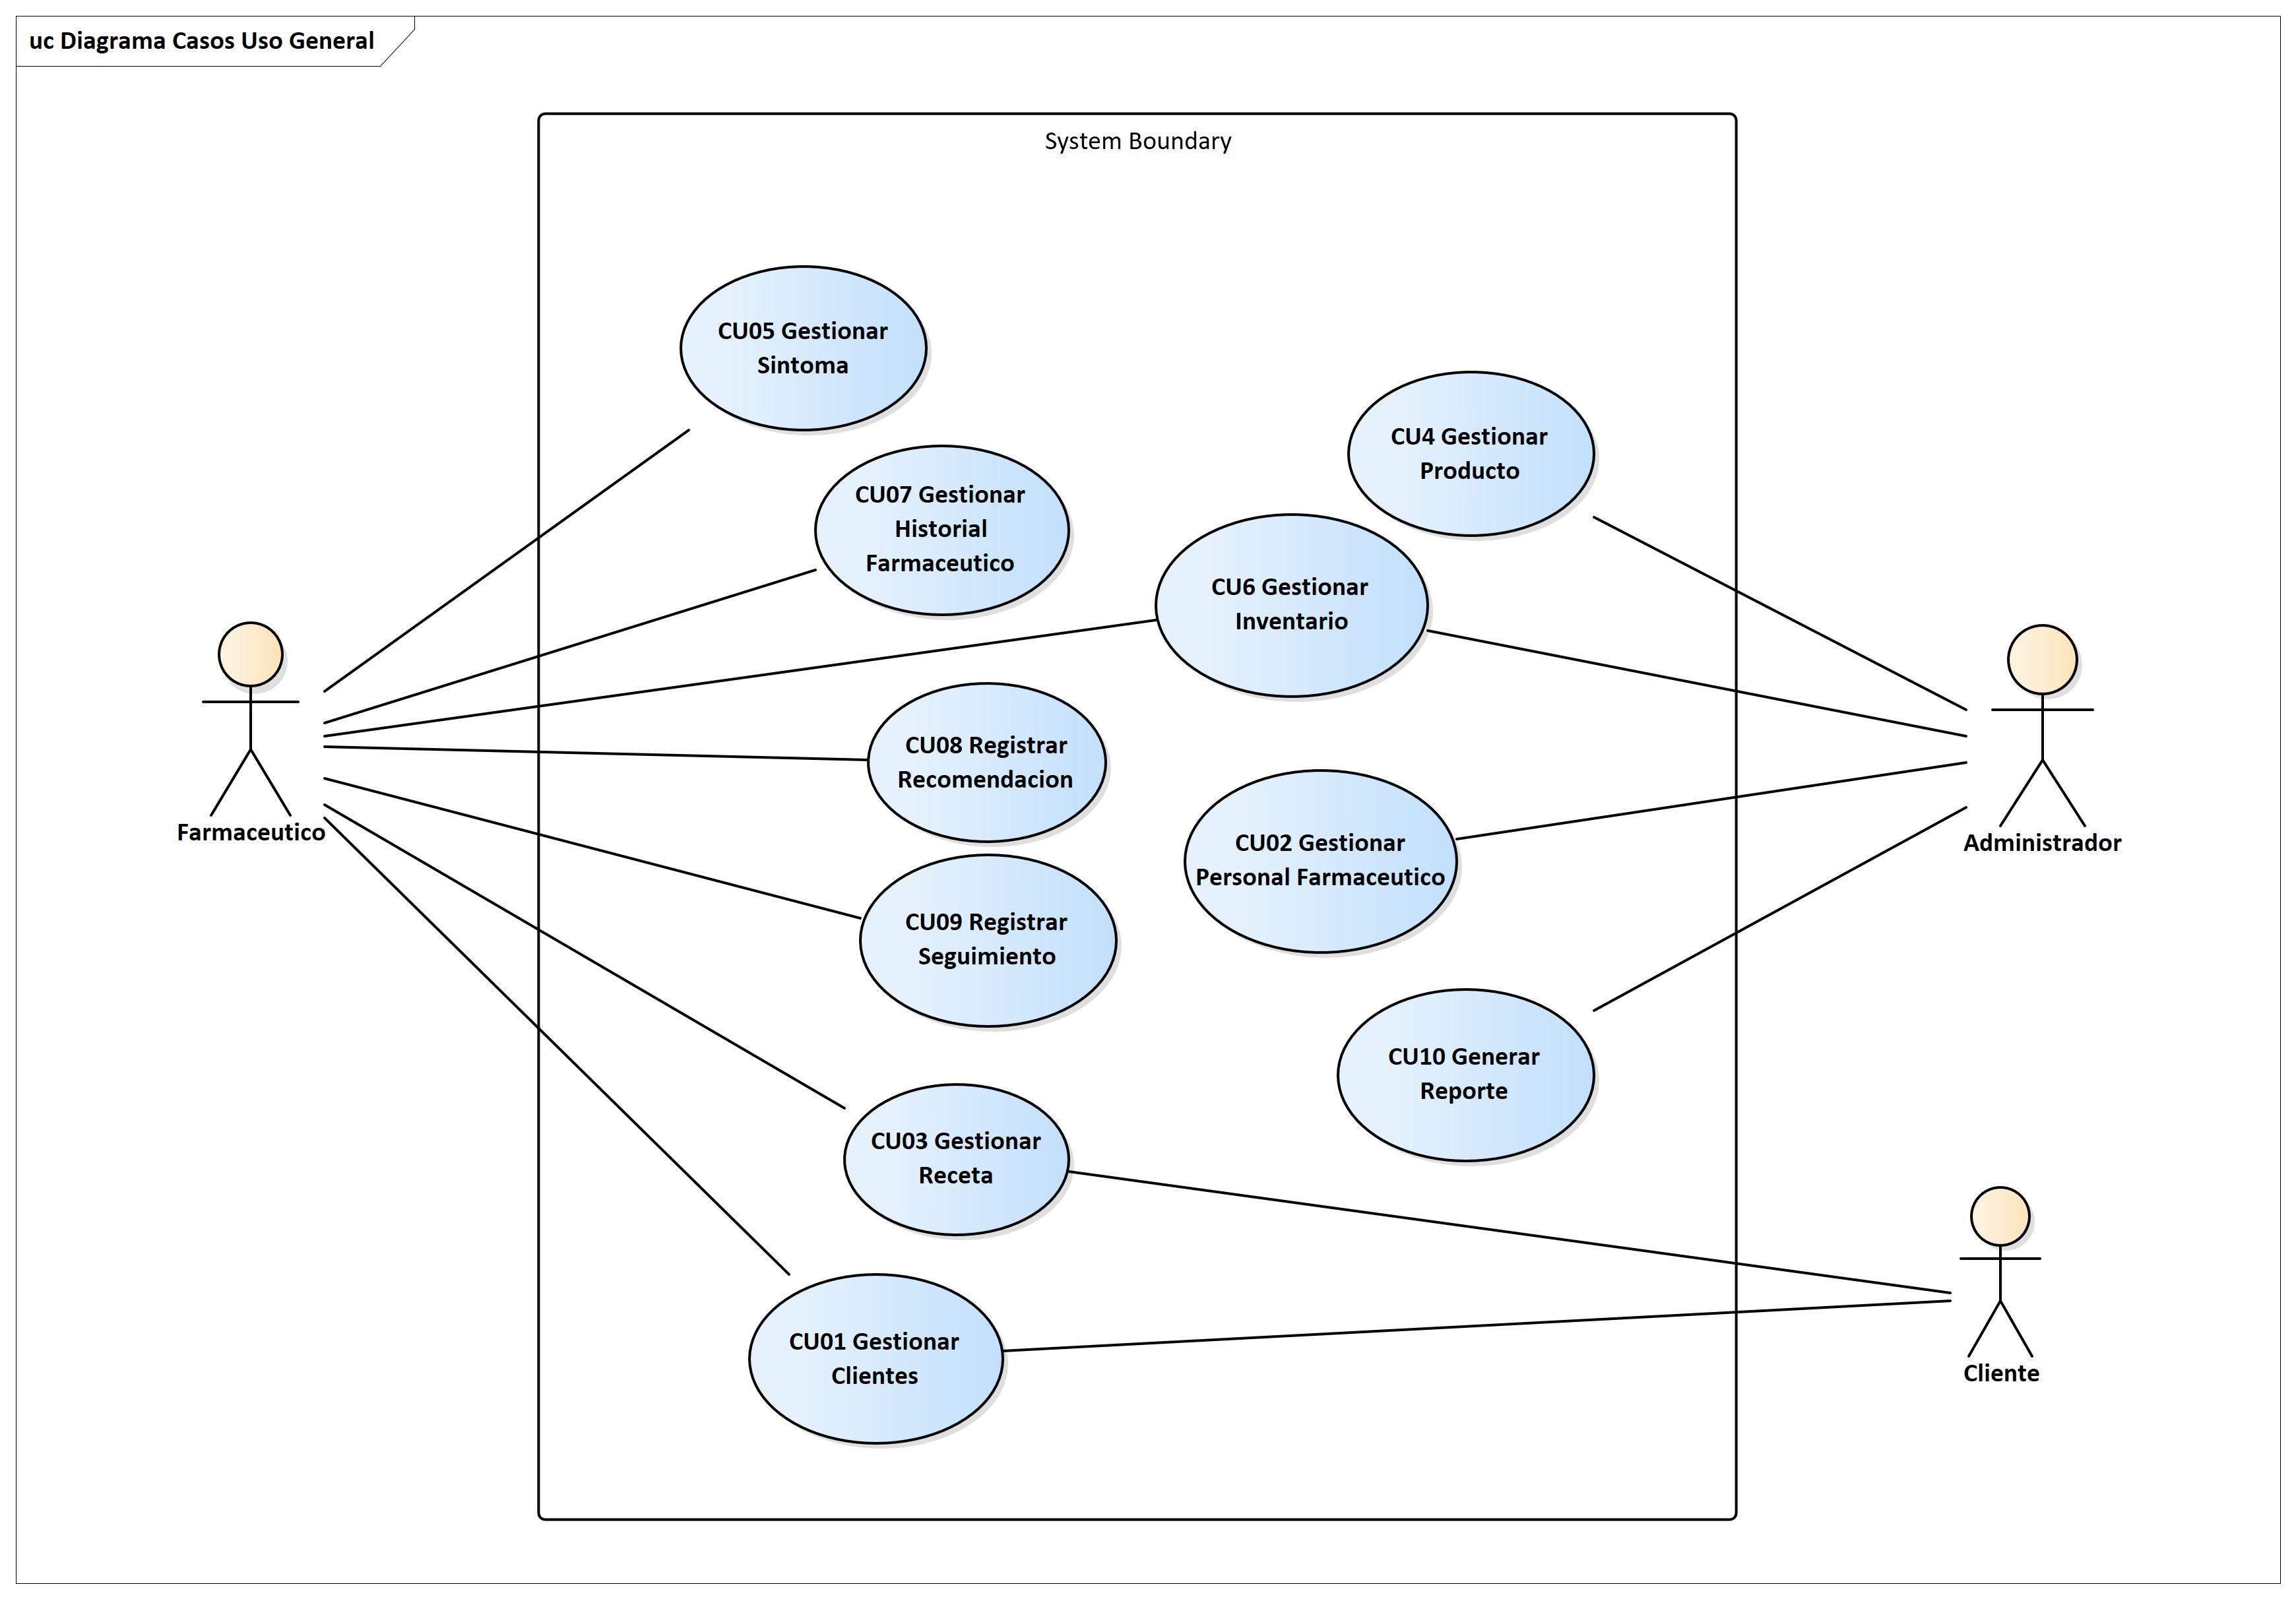 uc Diagrama Casos Uso General
System Boundary
CU05 Gestionar
Sintoma
CU4 Gestionar
Producto
CU07 Gestionar
Historial
Farmaceutico
CU6 Gestionar
Inventario
CU08 Registrar
Recomendacion
Farmaceutico
CU02 Gestionar
Personal Farmaceutico
Administrador
CU09 Registrar
Seguimiento
CU10 Generar
Reporte
CU03 Gestionar
Receta
CU01 Gestionar
Clientes
Cliente